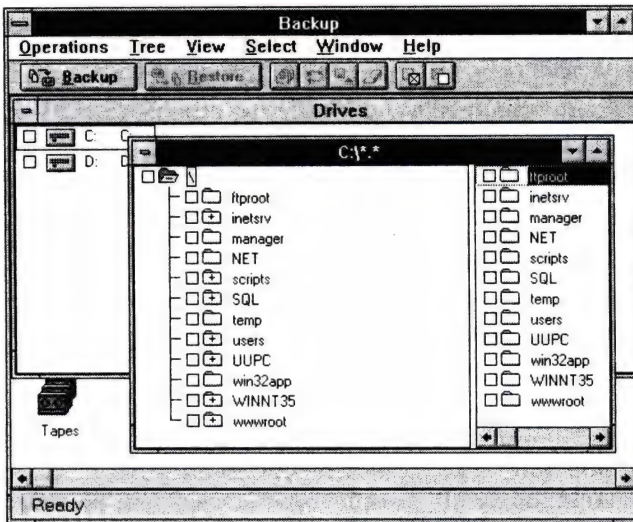 Backup
Operations Tree View Select Window Help
Backup Restore
Drives
C: C:
D: D
C:\*.*
\
ftproot
inetsrv
manager
NET
scripts
SQL
temp
users
UUPC
win32app
WINNT35
wwwroot
ftproot
inetsrv
manager
NET
scripts
SQL
temp
users
UUPC
win32app
WINNT35
wwwroot
Tapes
Ready